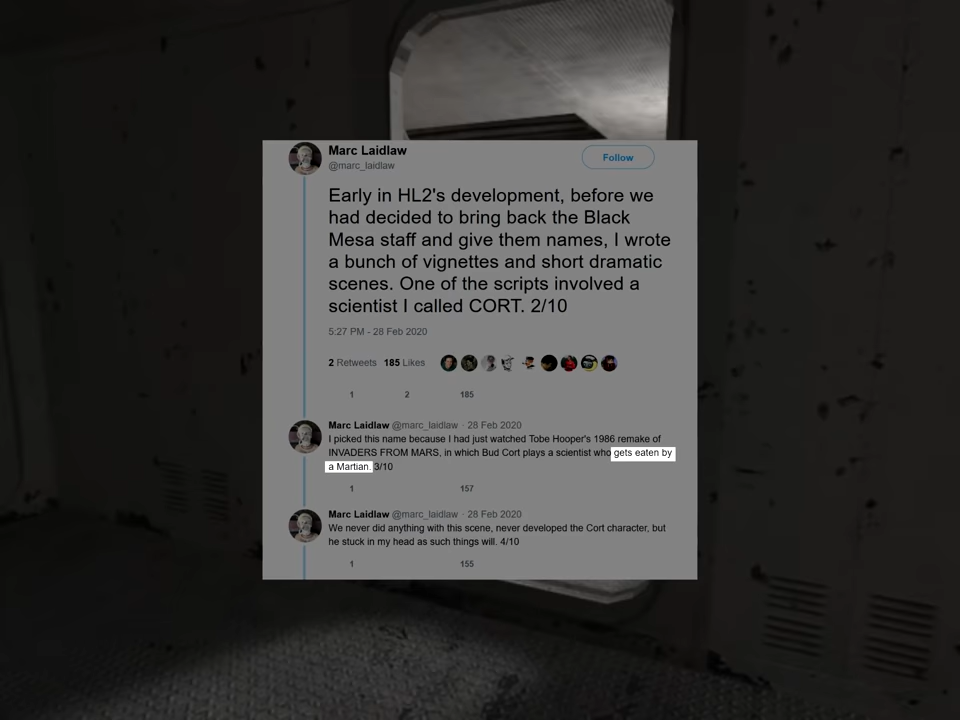 Marc Laidlaw
@marc_laidlaw
Follow
Early in HL2's development, before we
had decided to bring back the Black
Mesa staff and give them names, I wrote
a bunch of vignettes and short dramatic
scenes. One of the scripts involved a
scientist I called CORT. 2/10
5:27 PM - 28 Feb 2020
2 Retweets 185 Likes
1 2 185
Marc Laidlaw @marc_laidlaw · 28 Feb 2020
I picked this name because I had just watched Tobe Hooper's 1986 remake of
INVADERS FROM MARS, in which Bud Cort plays a scientist who gets eaten by
a Martian. 3/10
1 157
Marc Laidlaw @marc_laidlaw · 28 Feb 2020
We never did anything with this scene, never developed the Cort character, but
he stuck in my head as such things will. 4/10
1 155